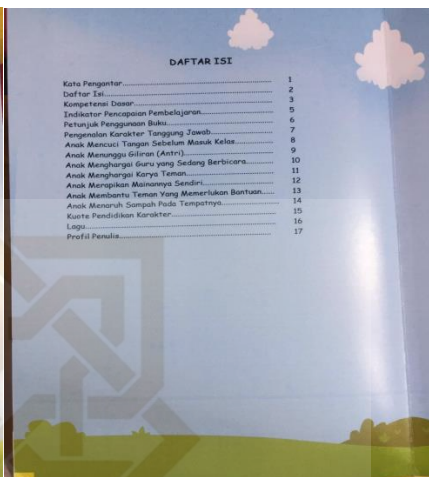 DAFTAR ISI
Kata Pengantar.................................................... 1
Daftar Isi.................................................... 2
Kompetensi Dasar.................................................... 3
Indikator Pencapaian Pembelajaran.................... 5
Petunjuk Penggunaan Buku.................................... 6
Pengenalan Karakter Tanggung Jawab.................... 7
Anak Mencuci Tangan Sebelum Masuk Kelas............ 8
Anak Menunggu Giliran (Antri).............................. 9
Anak Menghargai Guru yang Sedang Berbicara............ 10
Anak Menghargai Karya Teman.............................. 11
Anak Merapikan Mainannya Sendiri........................ 12
Anak Membantu Teman Yang Memerlukan Bantuan...... 13
Anak Menaruh Sampah Pada Tempatnya.................... 14
Kuote Pendidikan Karakter.................................... 15
Lagu.................................................... 16
Profil Penulis.................................................... 17